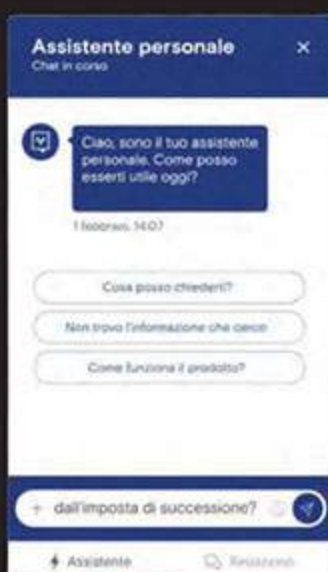 Assistente personale
Chat in corso
Ciao, sono il tuo assistente
personale. Come posso
esserti utile oggi?
1 febbraio, 14:07
Cosa posso chiederti?
Non trovo l'informazione che cerco
Come funziona il prodotto?
+ dall'imposta di successione?
Assistente